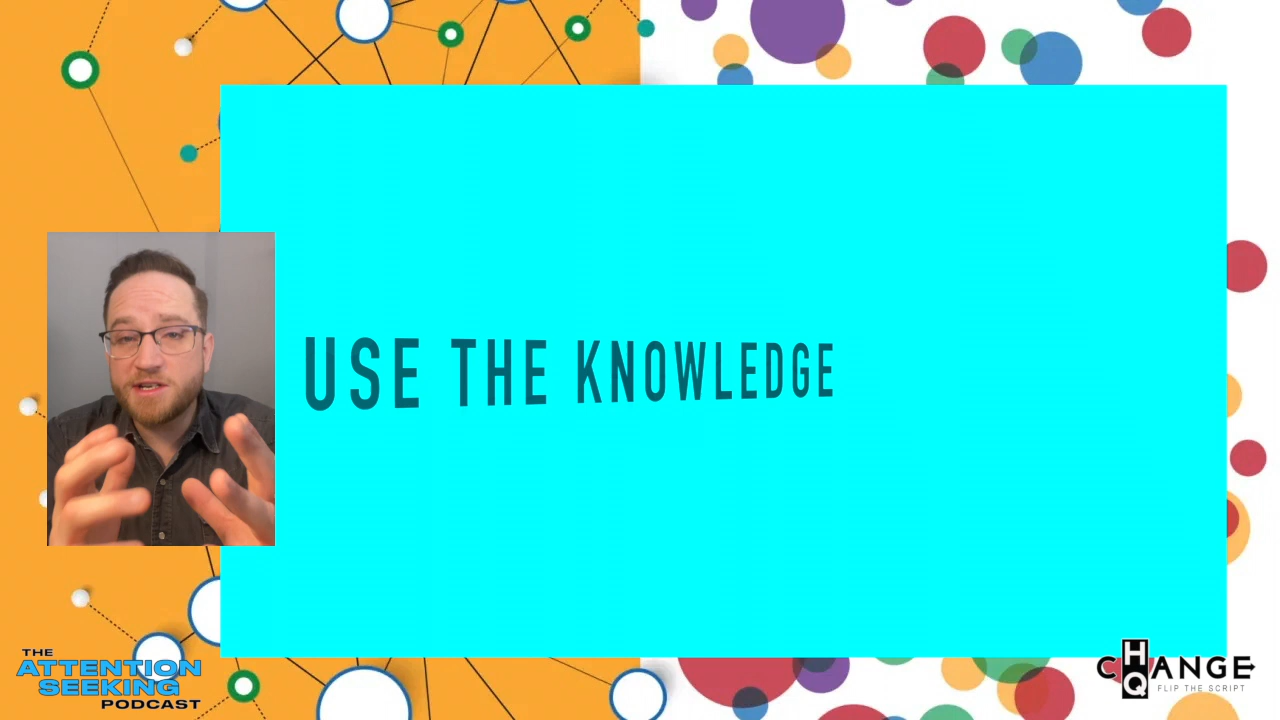 USE THE KNOWLEDGE
THE
ATTENTION
SEEKING
PODCAST
CHANGE
HQ
FLIP THE SCRIPT